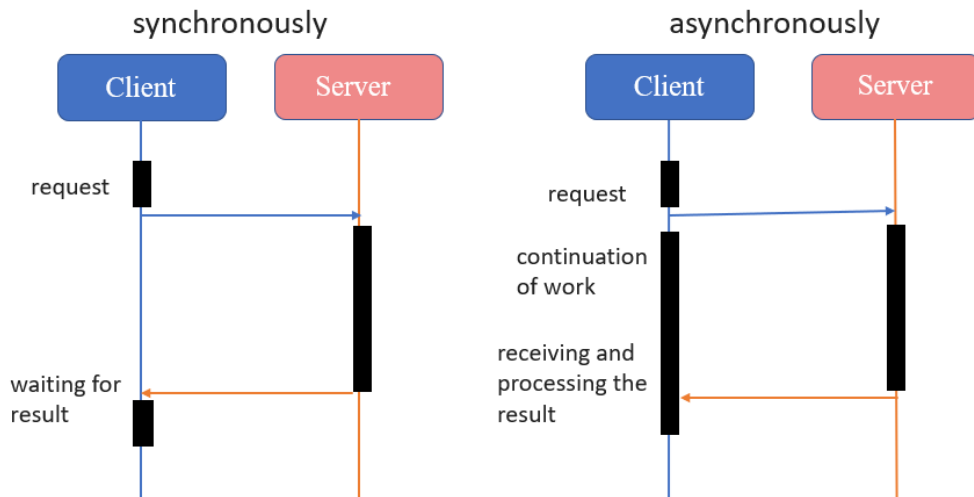 synchronously
Client
Server
request
waiting for
result
asynchronously
Client
Server
request
continuation
of work
receiving and
processing the
result